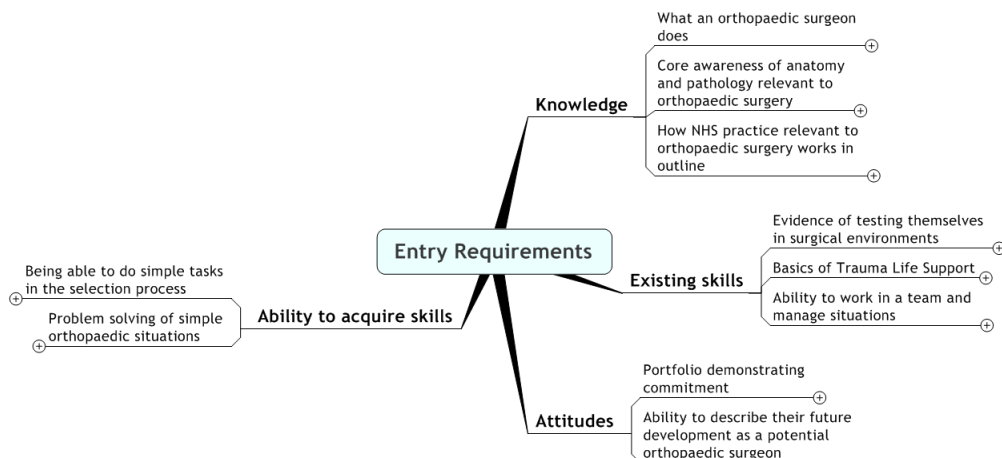 Entry Requirements
Knowledge
What an orthopaedic surgeon
does
Core awareness of anatomy
and pathology relevant to
orthopaedic surgery
How NHS practice relevant to
orthopaedic surgery works in
outline
Existing skills
Evidence of testing themselves
in surgical environments
Basics of Trauma Life Support
Ability to work in a team and
manage situations
Attitudes
Portfolio demonstrating
commitment
Ability to describe their future
development as a potential
orthopaedic surgeon
Ability to acquire skills
Being able to do simple tasks
in the selection process
Problem solving of simple
orthopaedic situations